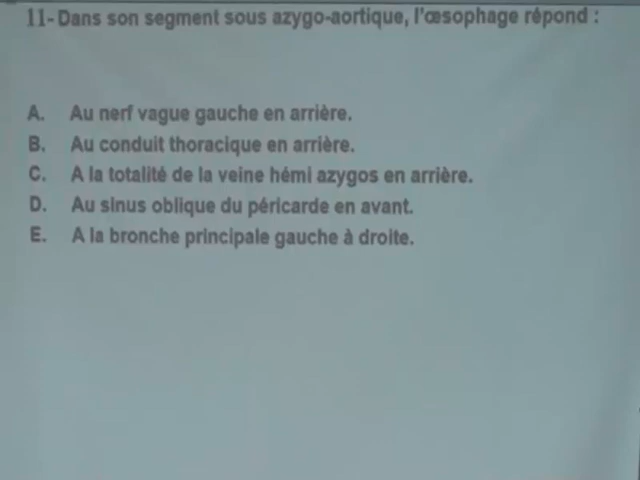 11- Dans son segment sous azygo-aortique, l'œsophage répond :
A. Au nerf vague gauche en arrière.
B. Au conduit thoracique en arrière.
C. A la totalité de la veine hémi azygos en arrière.
D. Au sinus oblique du péricarde en avant.
E. A la bronche principale gauche à droite.